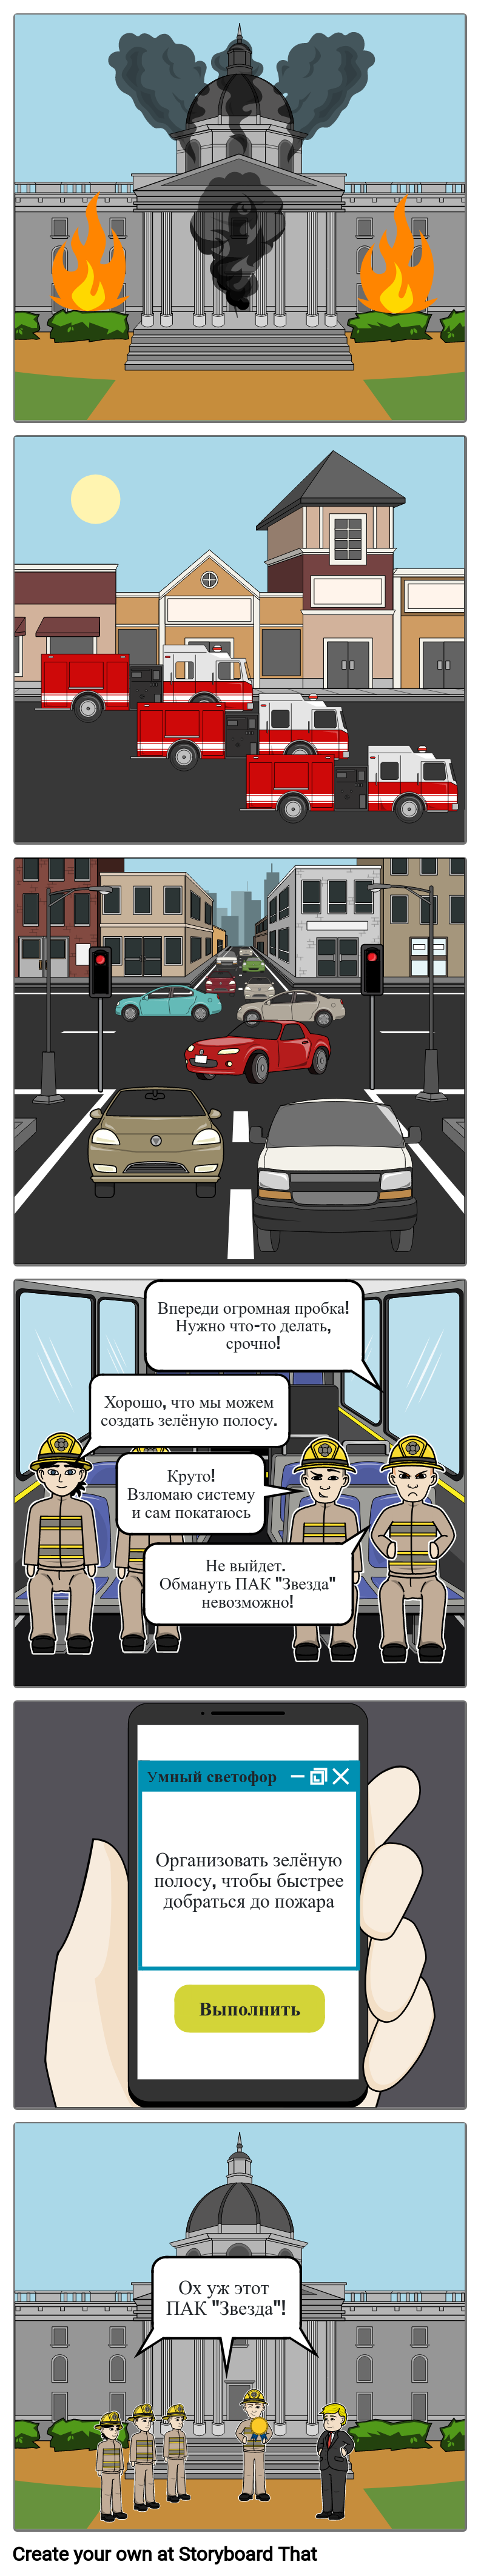 Впереди огромная пробка!
Нужно что-то делать,
срочно!
Хорошо, что мы можем
создать зелёную полосу.
Круто!
Взломаю систему
и сам покатаюсь
Не выйдет.
Обмануть ПАК "Звезда"
невозможно!
Умный светофор
Организовать зелёную
полосу, чтобы быстрее
добраться до пожара
Выполнить
Ох уж этот
ПАК "Звезда"!
Create your own at Storyboard That